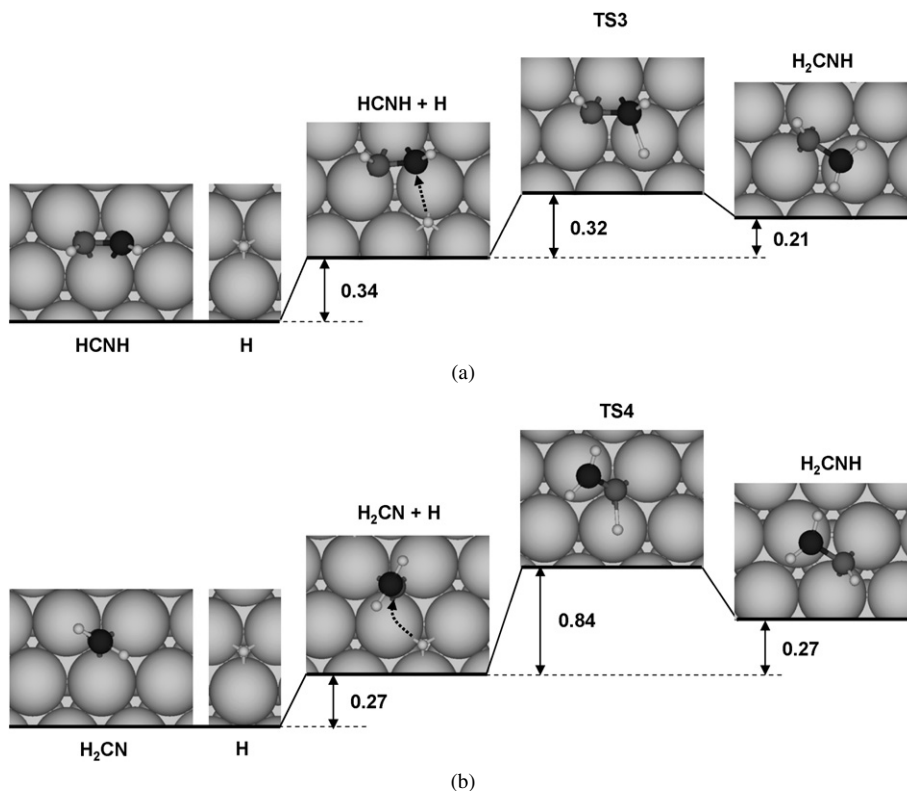 TS3
H₂CNH
HCNH + H
0.32
0.21
0.34
HCNH H
(a)
TS4
H₂CNH
H₂CN + H
0.84
0.27
0.27
H₂CN H
(b)